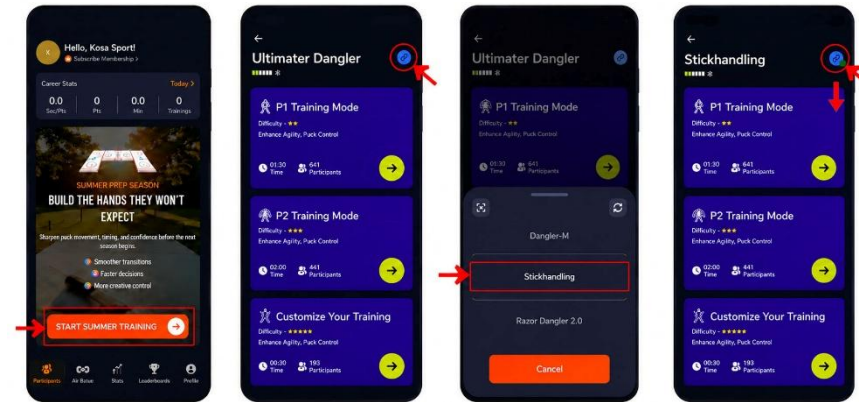 K
Hello, Kosa Sport!
Subscribe Membership >
Career Stats
Today >
0.0
0
0.0
0
Sec/Pts
Pts
Min
Trainings
SUMMER PREP SEASON
BUILD THE HANDS THEY WON'T
EXPECT
Sharpen puck movement, timing, and confidence before the next
season begins.
Smoother transitions
Faster decisions
More creative control
START SUMMER TRAINING
Participants
Stats
Leaderboards
Profile
Ultimater Dangler
P1 Training Mode
Difficulty - ★★
Enhance Agility, Puck Control
01:30
Time
641
Participants
P2 Training Mode
Difficulty - ★★★
Enhance Agility, Puck Control
02:00
Time
441
Participants
Customize Your Training
Difficulty - ★★★★★
Enhance Agility, Puck Control
00:30
Time
193
Participants
Ultimater Dangler
P1 Training Mode
Difficulty - ★★
Enhance Agility, Puck Control
01:30
Time
641
Participants
Dangler-M
Stickhandling
Razor Dangler 2.0
Cancel
Stickhandling
P1 Training Mode
Difficulty - ★★
Enhance Agility, Puck Control
01:30
Time
641
Participants
P2 Training Mode
Difficulty - ★★★
Enhance Agility, Puck Control
02:00
Time
441
Participants
Customize Your Training
Difficulty - ★★★★★
Enhance Agility, Puck Control
00:30
Time
193
Participants